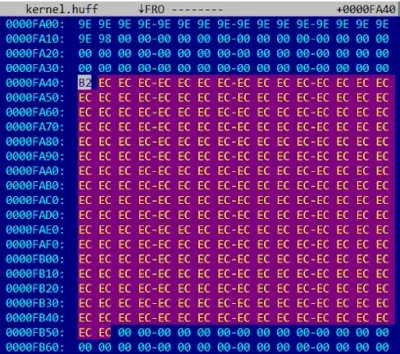 kernel.huff ↓FRO -------- +0000FA40
0000FA00: 9E 9E 9E 9E-9E 9E 9E 9E-9E 9E 9E 9E-9E 9E 9E 9E
0000FA10: 9E 98 00 00-00 00 00 00-00 00 00 00-00 00 00 00
0000FA20: 00 00 00 00-00 00 00 00-00 00 00 00-00 00 00 00
0000FA30: 00 00 00 00-00 00 00 00-00 00 00 00-00 00 00 00
0000FA40: B2 EC EC EC-EC EC EC EC-EC EC EC EC-EC EC EC EC
0000FA50: EC EC EC EC-EC EC EC EC-EC EC EC EC-EC EC EC EC
0000FA60: EC EC EC EC-EC EC EC EC-EC EC EC EC-EC EC EC EC
0000FA70: EC EC EC EC-EC EC EC EC-EC EC EC EC-EC EC EC EC
0000FA80: EC EC EC EC-EC EC EC EC-EC EC EC EC-EC EC EC EC
0000FA90: EC EC EC EC-EC EC EC EC-EC EC EC EC-EC EC EC EC
0000FAA0: EC EC EC EC-EC EC EC EC-EC EC EC EC-EC EC EC EC
0000FAB0: EC EC EC EC-EC EC EC EC-EC EC EC EC-EC EC EC EC
0000FAC0: EC EC EC EC-EC EC EC EC-EC EC EC EC-EC EC EC EC
0000FAD0: EC EC EC EC-EC EC EC EC-EC EC EC EC-EC EC EC EC
0000FAE0: EC EC EC EC-EC EC EC EC-EC EC EC EC-EC EC EC EC
0000FAF0: EC EC EC EC-EC EC EC EC-EC EC EC EC-EC EC EC EC
0000FB00: EC EC EC EC-EC EC EC EC-EC EC EC EC-EC EC EC EC
0000FB10: EC EC EC EC-EC EC EC EC-EC EC EC EC-EC EC EC EC
0000FB20: EC EC EC EC-EC EC EC EC-EC EC EC EC-EC EC EC EC
0000FB30: EC EC EC EC-EC EC EC EC-EC EC EC EC-EC EC EC EC
0000FB40: EC EC EC EC-EC EC EC EC-EC EC EC EC-EC EC EC EC
0000FB50: EC EC 00 00-00 00 00 00-00 00 00 00-00 00 00 00
0000FB60: 00 00 00 00-00 00 00 00-00 00 00 00-00 00 00 00